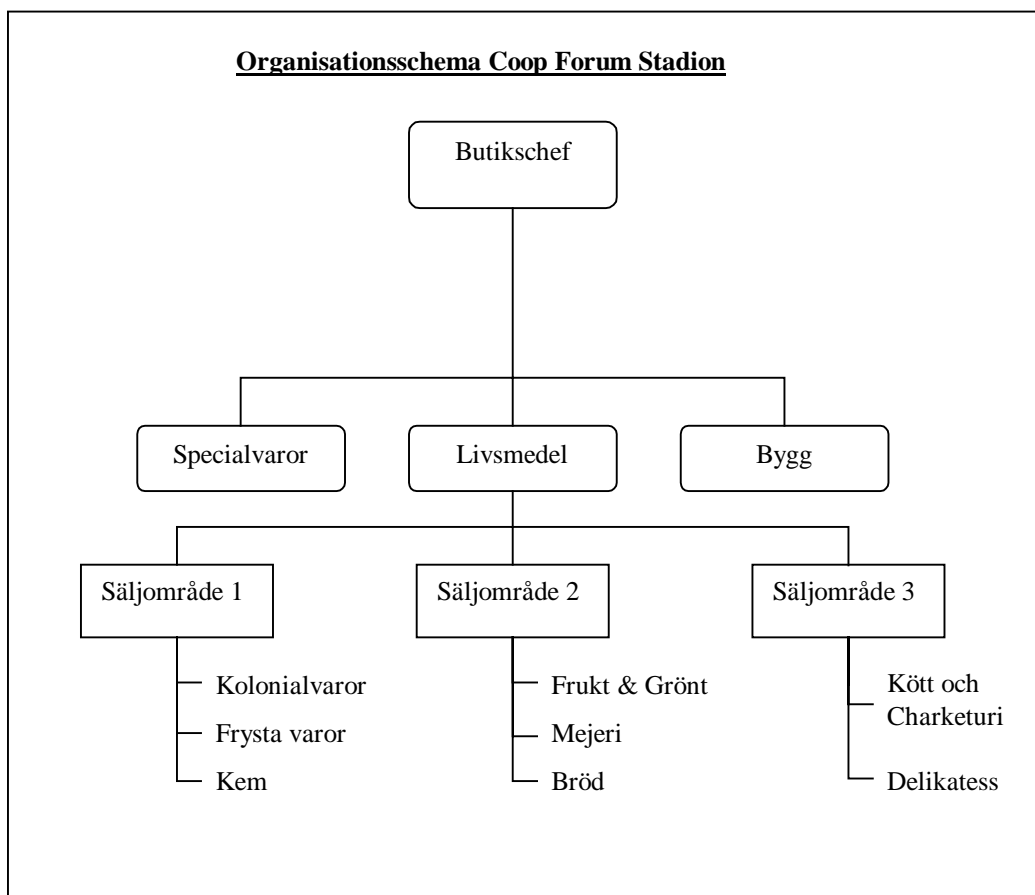 Organisationsschema Coop Forum Stadion
Butikschef
Specialvaror
Livsmedel
Bygg
Säljområde 1
Säljområde 2
Säljområde 3
Kolonialvaror
Frysta varor
Kem
Frukt & Grönt
Mejeri
Bröd
Kött och
Charketuri
Delikatess